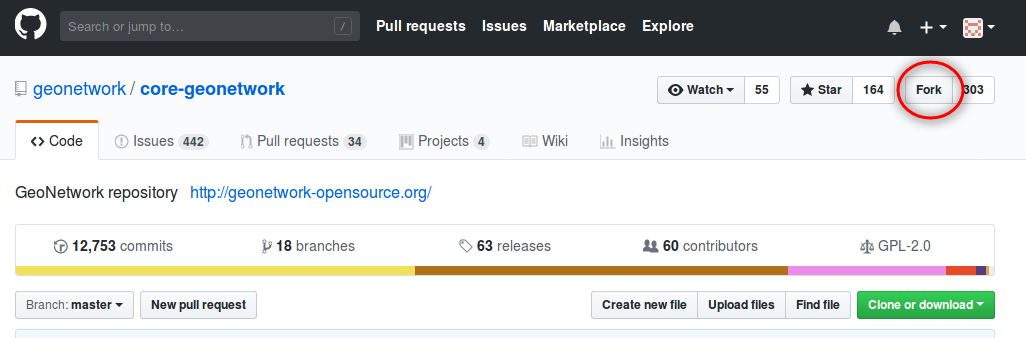 Search or jump to… / Pull requests Issues Marketplace Explore
geonetwork / core-geonetwork Watch 55 Star 164 Fork 303
Code Issues 442 Pull requests 34 Projects 4 Wiki Insights
GeoNetwork repository http://geonetwork-opensource.org/
12,753 commits 18 branches 63 releases 60 contributors GPL-2.0
Branch: master New pull request Create new file Upload files Find file Clone or download